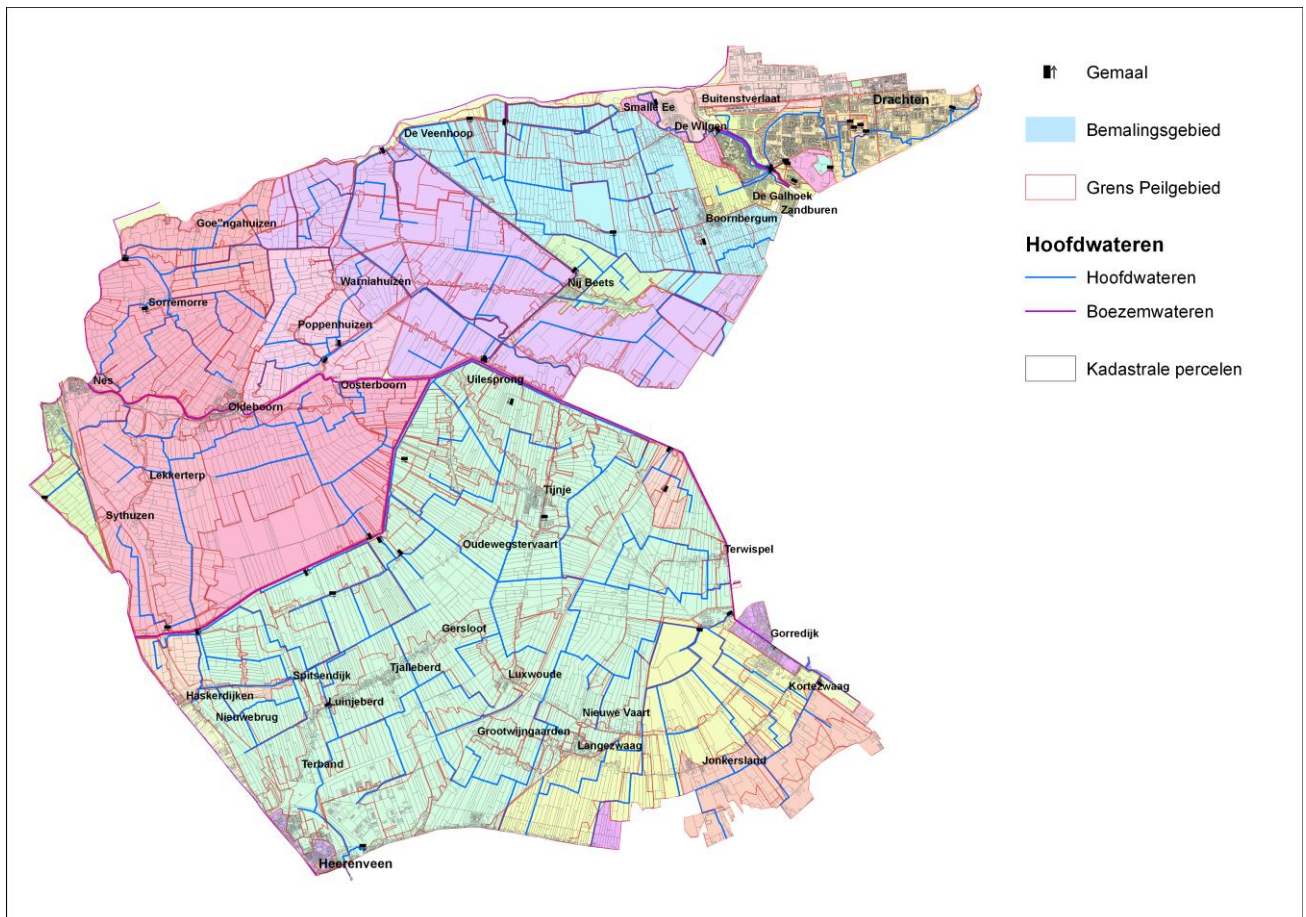 Smalle Ee
Buitenstverlaat
Drachten
De Veenhoop
De Wilgen
De Galhoek
Zandburen
Boornbergum
Goe"ngahuizen
Warniahuizen
Nij Beets
Sorremorre
Poppenhuizen
Nes
Oosterboorn
Uilesprong
Oldeboorn
Lekkerterp
Tijnje
Sythuzen
Oudewegstervaart
Terwispel
Gersloot
Gorredijk
Tjalleberd
Spitsendijk
Luxwoude
Kortezwaag
Haskerdijken
Luinjeberd
Nieuwebrug
Nieuwe Vaart
Grootwijngaarden
Langezwaag
Terband
Jonkersland
Heerenveen
Gemaal
Bemalingsgebied
Grens Peilgebied
Hoofdwateren
Hoofdwateren
Boezemwateren
Kadastrale percelen